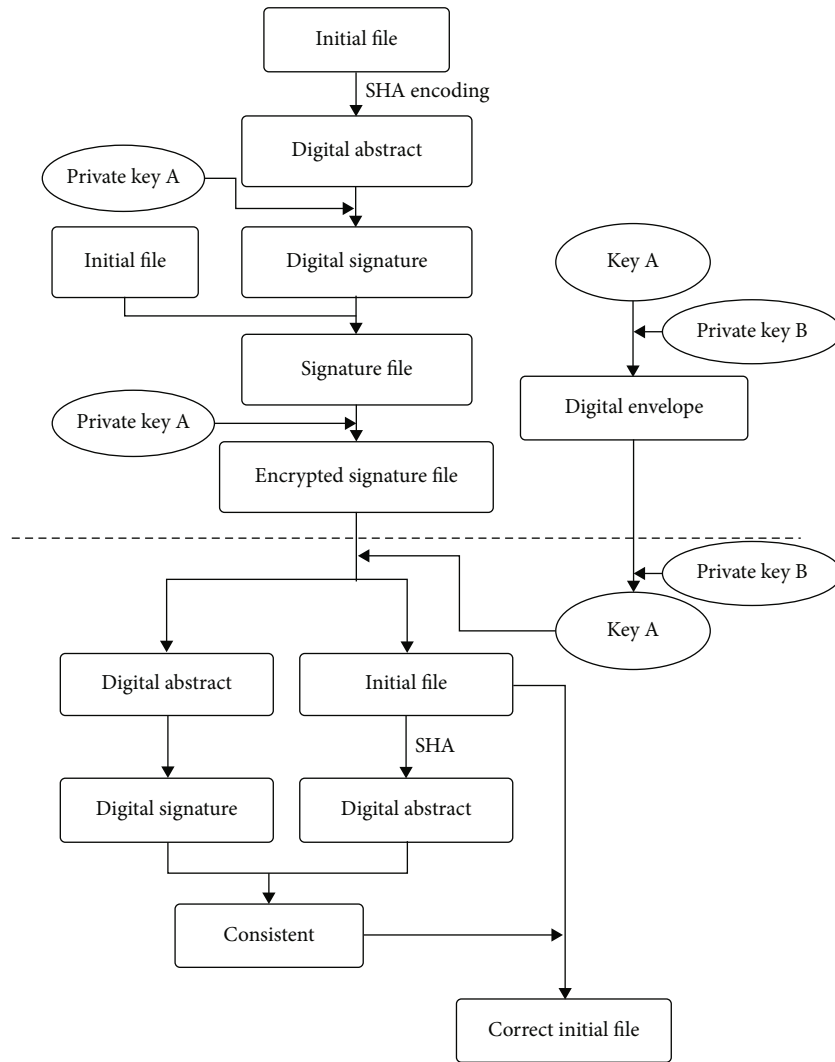 Initial file
SHA encoding
Digital abstract
Private key A
Initial file
Digital signature
Key A
Private key B
Signature file
Digital envelope
Private key A
Encrypted signature file
Private key B
Key A
Digital abstract
Initial file
SHA
Digital signature
Digital abstract
Consistent
Correct initial file